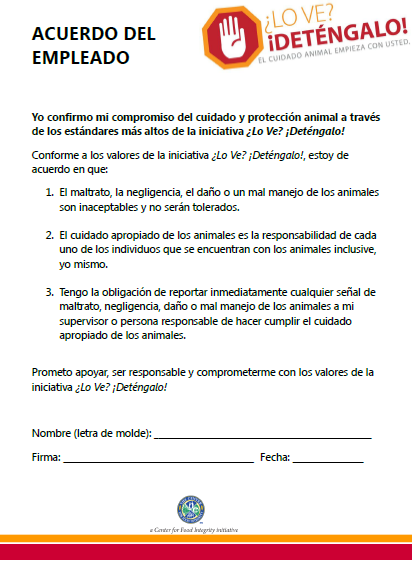 ACUERDO DEL
EMPLEADO
¿LO VE?
¡DETÉNGALO!
EL CUIDADO ANIMAL EMPIEZA CON USTED.
Yo confirmo mi compromiso del cuidado y protección animal a través
de los estándares más altos de la iniciativa ¿Lo Ve? ¡Deténgalo!
Conforme a los valores de la iniciativa ¿Lo Ve? ¡Deténgalo!, estoy de
acuerdo en que:
1. El maltrato, la negligencia, el daño o un mal manejo de los animales
son inaceptables y no serán tolerados.
2. El cuidado apropiado de los animales es la responsabilidad de cada
uno de los individuos que se encuentran con los animales inclusive,
yo mismo.
3. Tengo la obligación de reportar inmediatamente cualquier señal de
maltrato, negligencia, daño o mal manejo de los animales a mi
supervisor o persona responsable de hacer cumplir el cuidado
apropiado de los animales.
Prometo apoyar, ser responsable y comprometerme con los valores de la
iniciativa ¿Lo Ve? ¡Deténgalo!
Nombre (letra de molde):
Firma: Fecha:
a Center for Food Integrity initiative